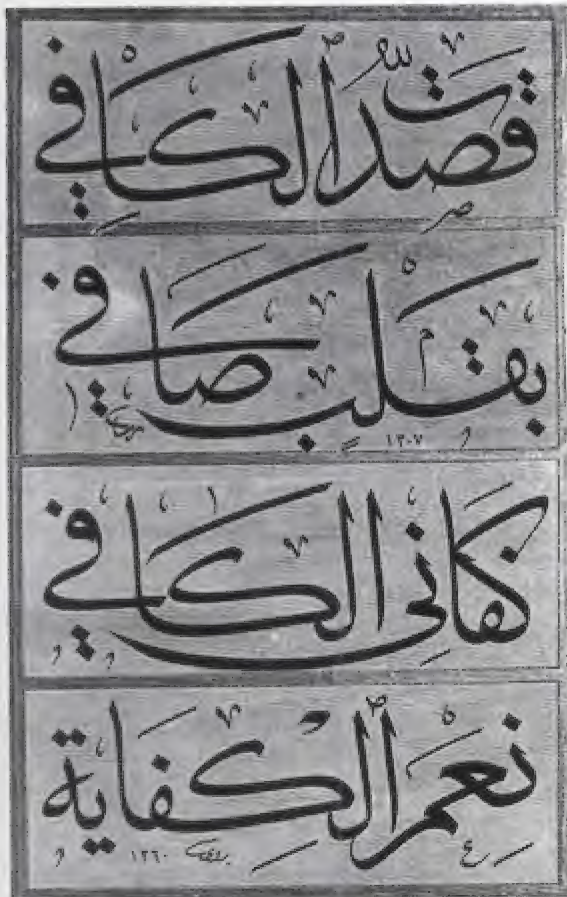 قصدت الكافي
بقلب صافي
كفاني الكافي
نعم الكفاية